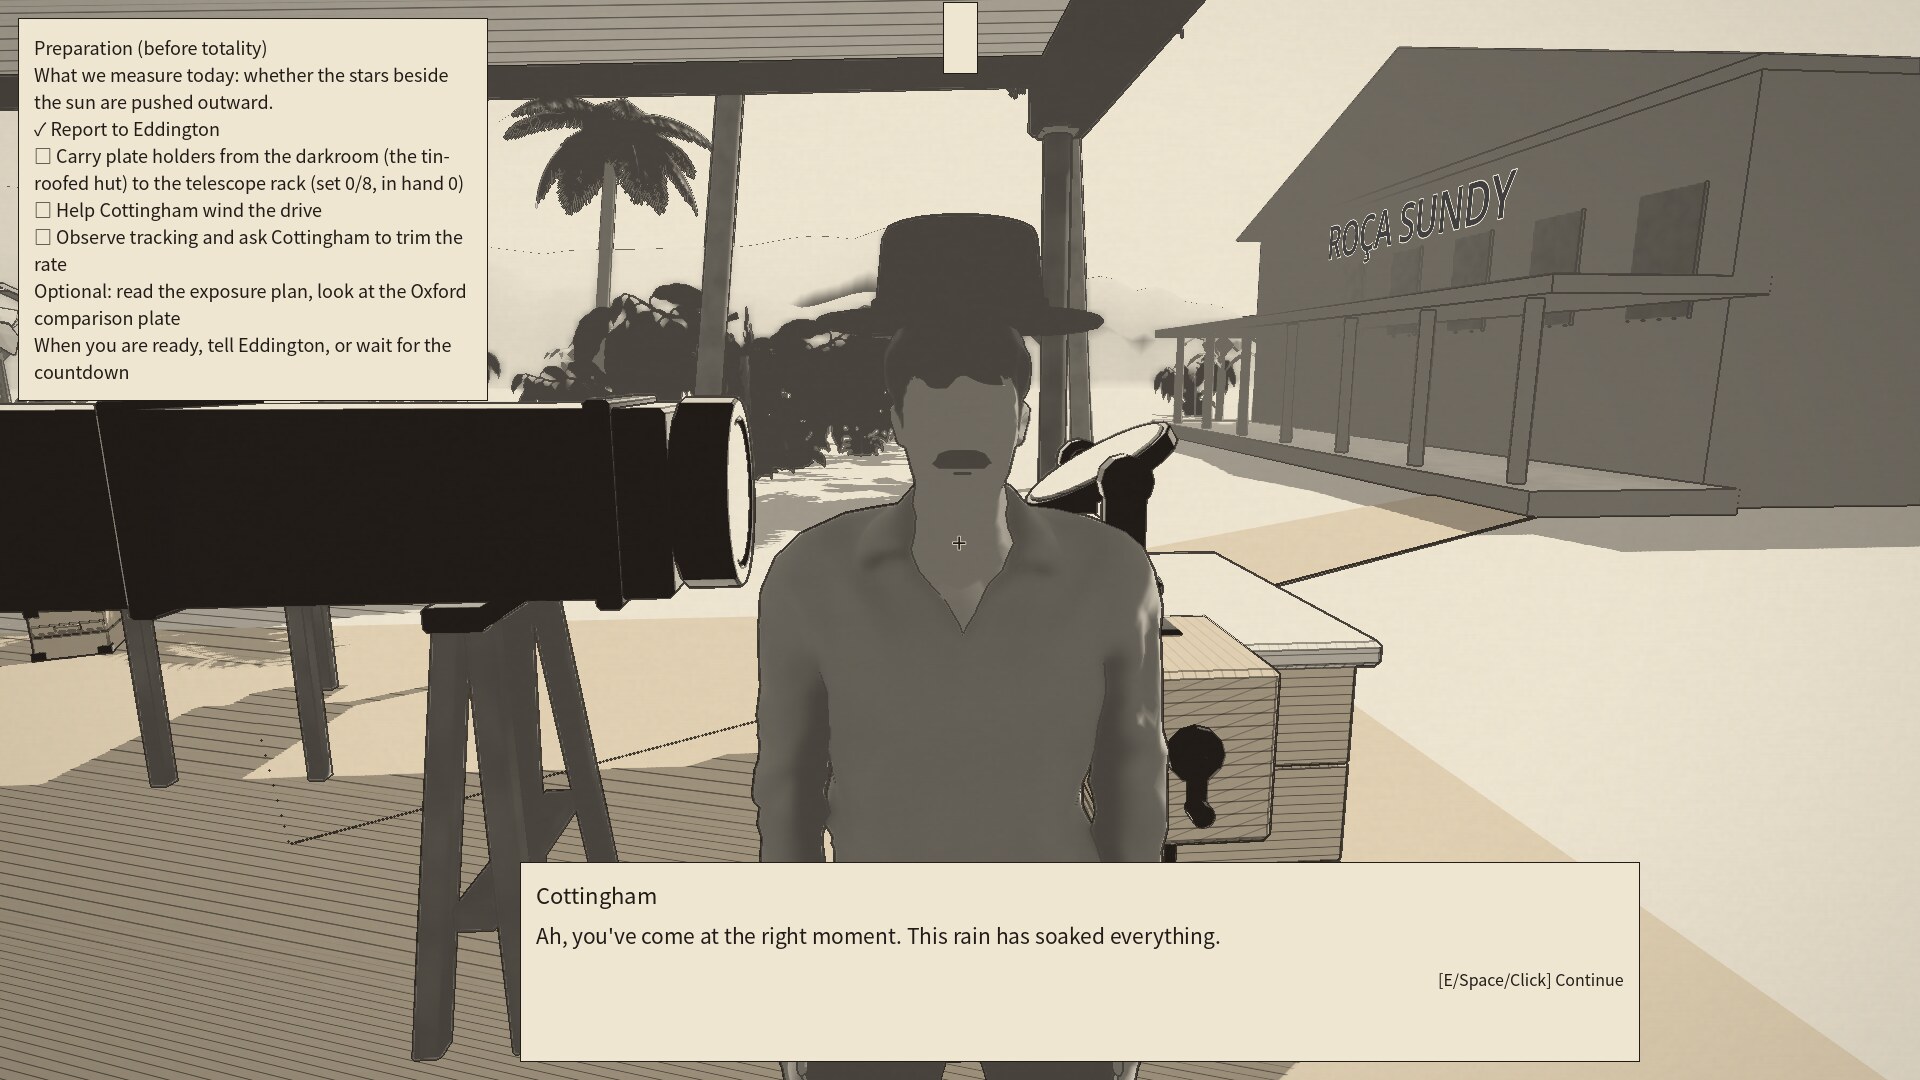 Preparation (before totality)
What we measure today: whether the stars beside
the sun are pushed outward.
✓ Report to Eddington
☐ Carry plate holders from the darkroom (the tin-
roofed hut) to the telescope rack (set 0/8, in hand 0)
☐ Help Cottingham wind the drive
☐ Observe tracking and ask Cottingham to trim the
rate
Optional: read the exposure plan, look at the Oxford
comparison plate
When you are ready, tell Eddington, or wait for the
countdown
ROÇA SUNDY
Cottingham
Ah, you've come at the right moment. This rain has soaked everything.
[E/Space/Click] Continue